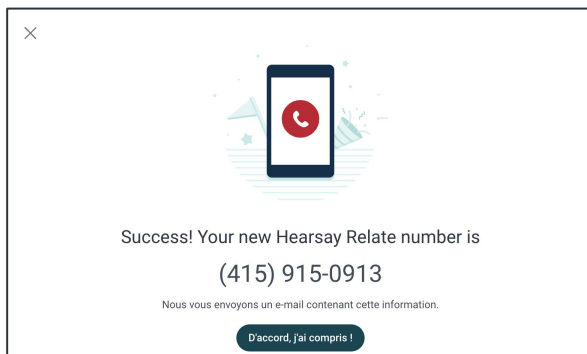 Success! Your new Hearsay Relate number is
(415) 915-0913
Nous vous envoyons un e-mail contenant cette information.
D'accord, j'ai compris !